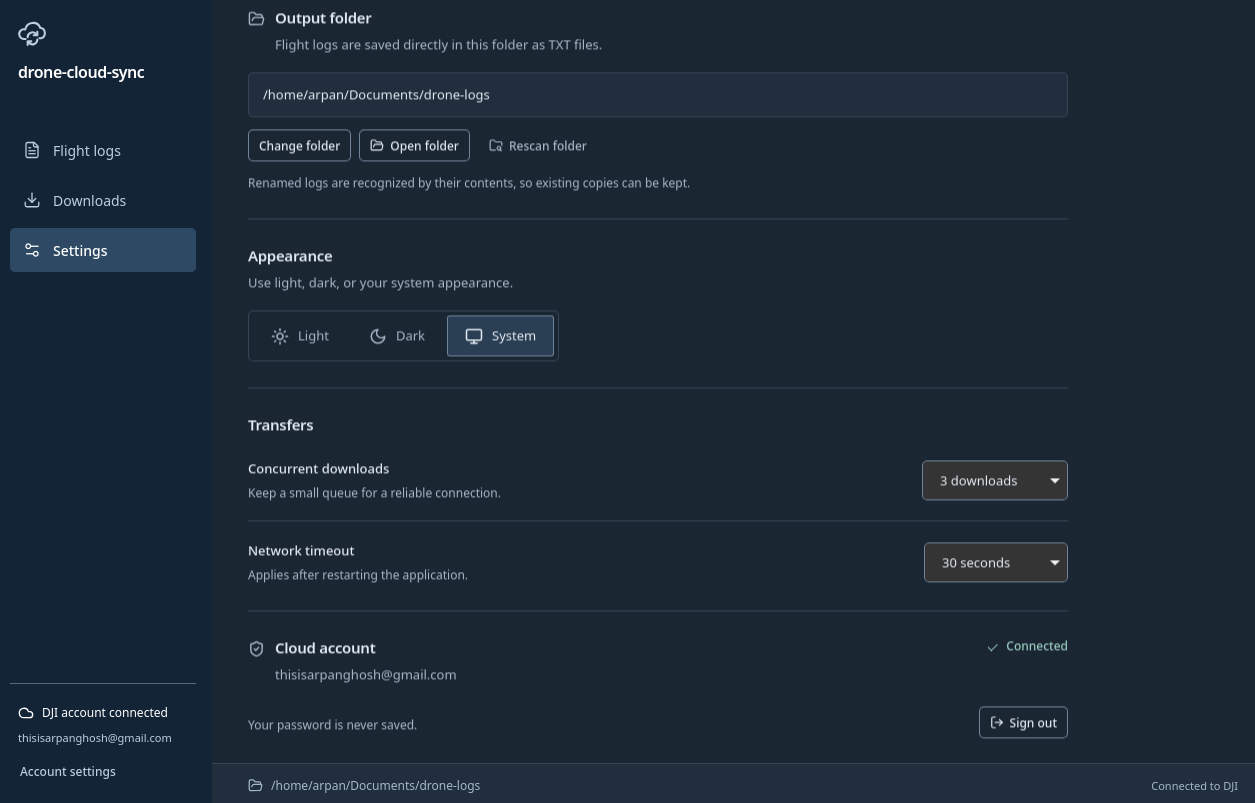 drone-cloud-sync
Flight logs
Downloads
Settings
DJI account connected
thisisarpanghosh@gmail.com
Account settings
Output folder
Flight logs are saved directly in this folder as TXT files.
/home/arpan/Documents/drone-logs
Change folder
Open folder
Rescan folder
Renamed logs are recognized by their contents, so existing copies can be kept.
Appearance
Use light, dark, or your system appearance.
Light
Dark
System
Transfers
Concurrent downloads
Keep a small queue for a reliable connection.
3 downloads
Network timeout
Applies after restarting the application.
30 seconds
Cloud account
thisisarpanghosh@gmail.com
Connected
Your password is never saved.
Sign out
/home/arpan/Documents/drone-logs
Connected to DJI